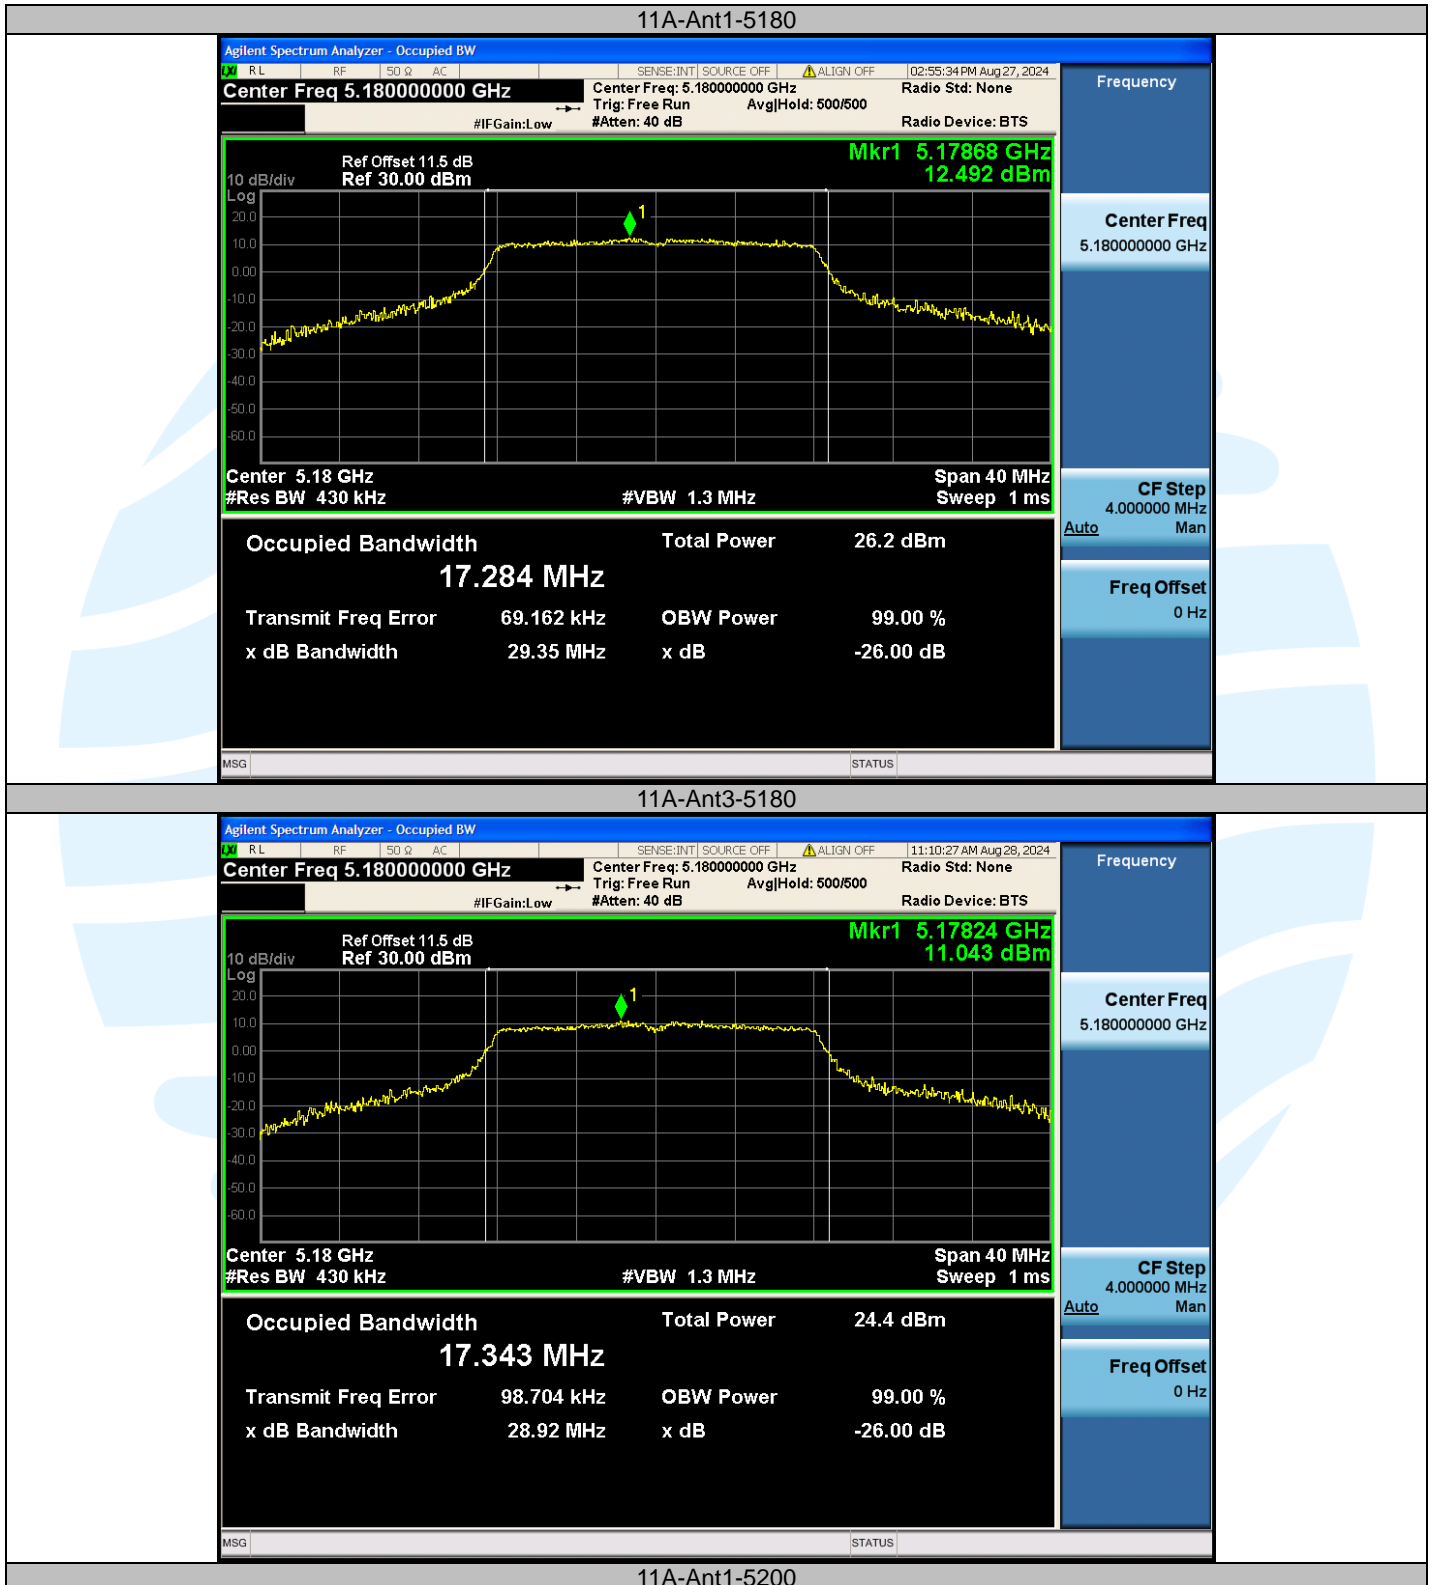 11A-Ant1-5180
Agilent Spectrum Analyzer - Occupied BW
LXI RL RF 50 Ω AC SENSE:INT SOURCE OFF ALIGN OFF 02:55:34 PM Aug 27, 2024
Center Freq 5.180000000 GHz
Center Freq: 5.180000000 GHz Radio Std: None
Trig: Free Run Avg|Hold: 500/500
#IFGain:Low #Atten: 40 dB Radio Device: BTS
Frequency
Mkr1 5.17868 GHz
12.492 dBm
Ref Offset 11.5 dB
10 dB/div Ref 30.00 dBm
Log
20.0
1
10.0
0.00
-10.0
-20.0
-30.0
-40.0
-50.0
-60.0
Center 5.18 GHz Span 40 MHz
#Res BW 430 kHz #VBW 1.3 MHz Sweep 1 ms
Center Freq
5.180000000 GHz
CF Step
4.000000 MHz
Auto Man
Freq Offset
0 Hz
Occupied Bandwidth Total Power 26.2 dBm
17.284 MHz
Transmit Freq Error 69.162 kHz OBW Power 99.00 %
x dB Bandwidth 29.35 MHz x dB -26.00 dB
MSG STATUS
11A-Ant3-5180
Agilent Spectrum Analyzer - Occupied BW
LXI RL RF 50 Ω AC SENSE:INT SOURCE OFF ALIGN OFF 11:10:27 AM Aug 28, 2024
Center Freq 5.180000000 GHz
Center Freq: 5.180000000 GHz Radio Std: None
Trig: Free Run Avg|Hold: 500/500
#IFGain:Low #Atten: 40 dB Radio Device: BTS
Frequency
Mkr1 5.17824 GHz
11.043 dBm
Ref Offset 11.5 dB
10 dB/div Ref 30.00 dBm
Log
20.0
1
10.0
0.00
-10.0
-20.0
-30.0
-40.0
-50.0
-60.0
Center 5.18 GHz Span 40 MHz
#Res BW 430 kHz #VBW 1.3 MHz Sweep 1 ms
Center Freq
5.180000000 GHz
CF Step
4.000000 MHz
Auto Man
Freq Offset
0 Hz
Occupied Bandwidth Total Power 24.4 dBm
17.343 MHz
Transmit Freq Error 98.704 kHz OBW Power 99.00 %
x dB Bandwidth 28.92 MHz x dB -26.00 dB
MSG STATUS
11A-Ant1-5200